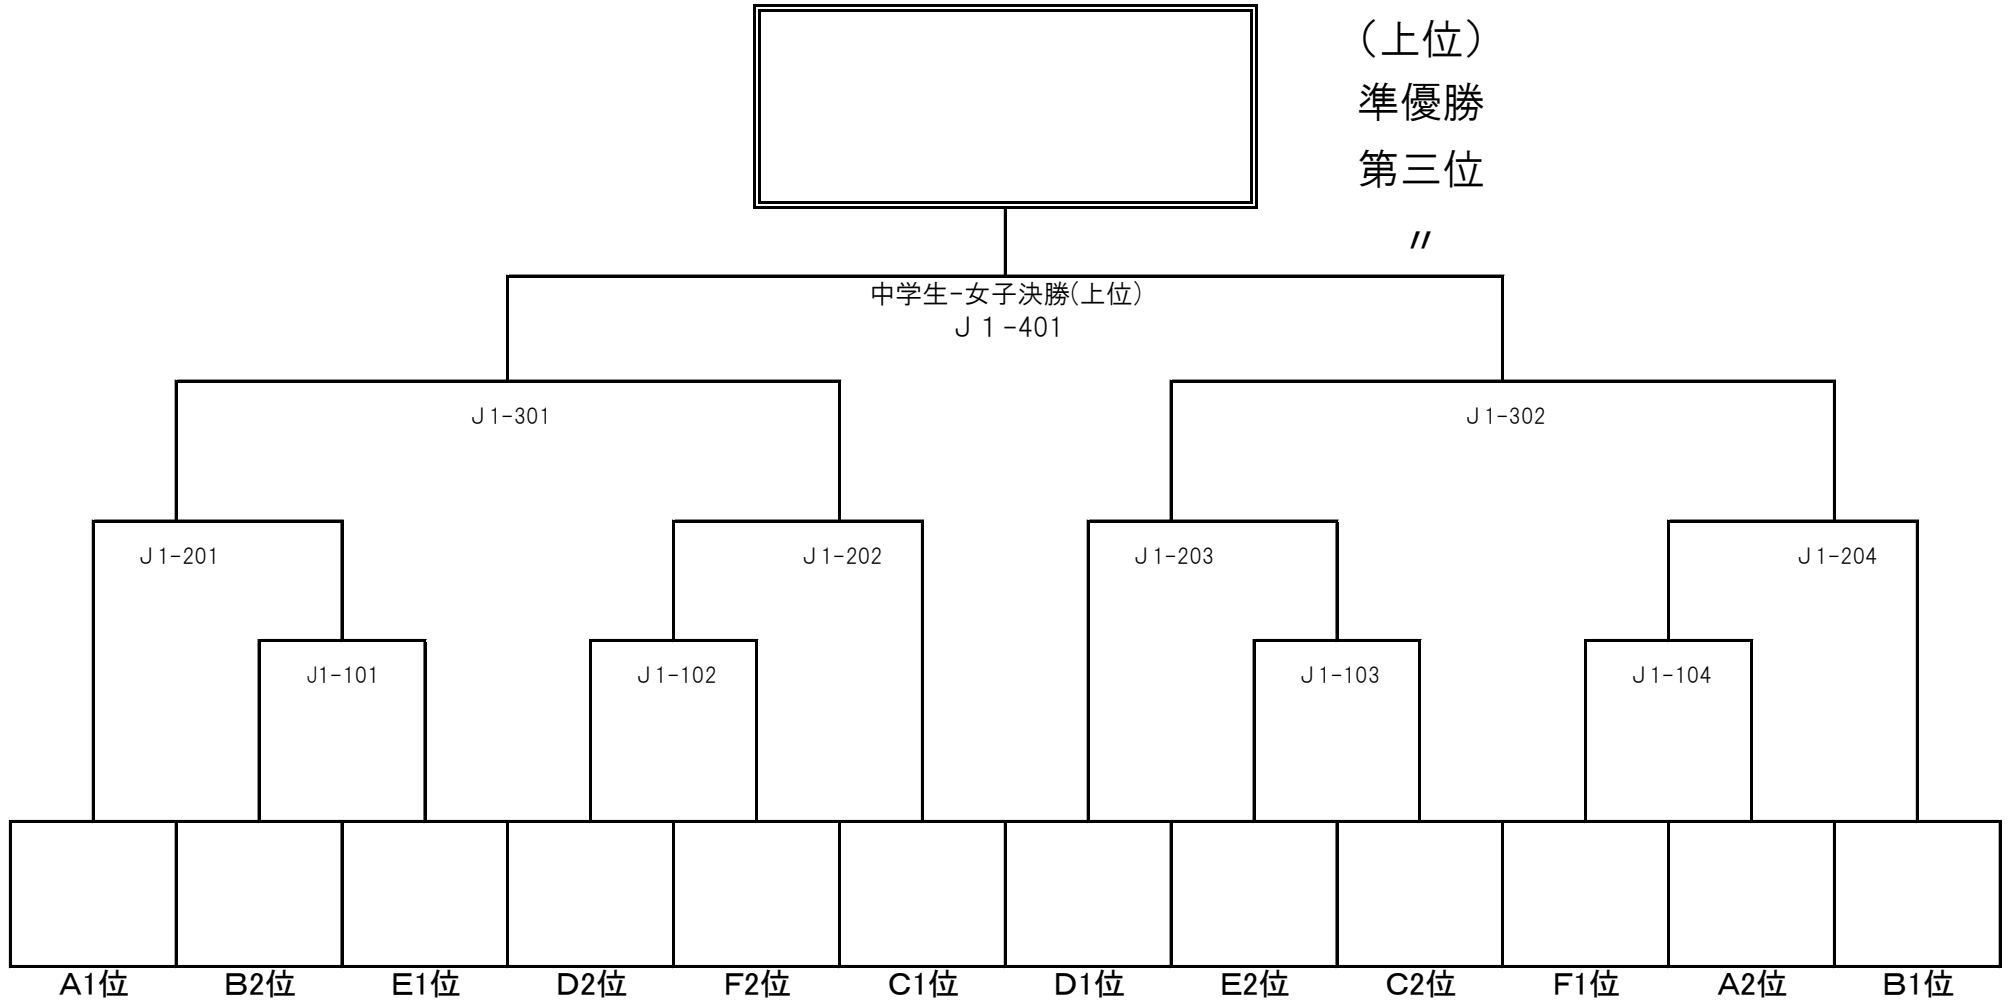 （上位）
準優勝
第三位
〃
中学生－女子決勝(上位）
Ｊ１－401
Ｊ1－301
Ｊ1－302
Ｊ1－201
Ｊ1－202
Ｊ1－203
Ｊ1－204
J1－101
Ｊ1－102
Ｊ1－103
Ｊ1－104
A1位 B2位 E1位 D2位 F2位 C1位 D1位 E2位 C2位 F1位 A2位 B1位